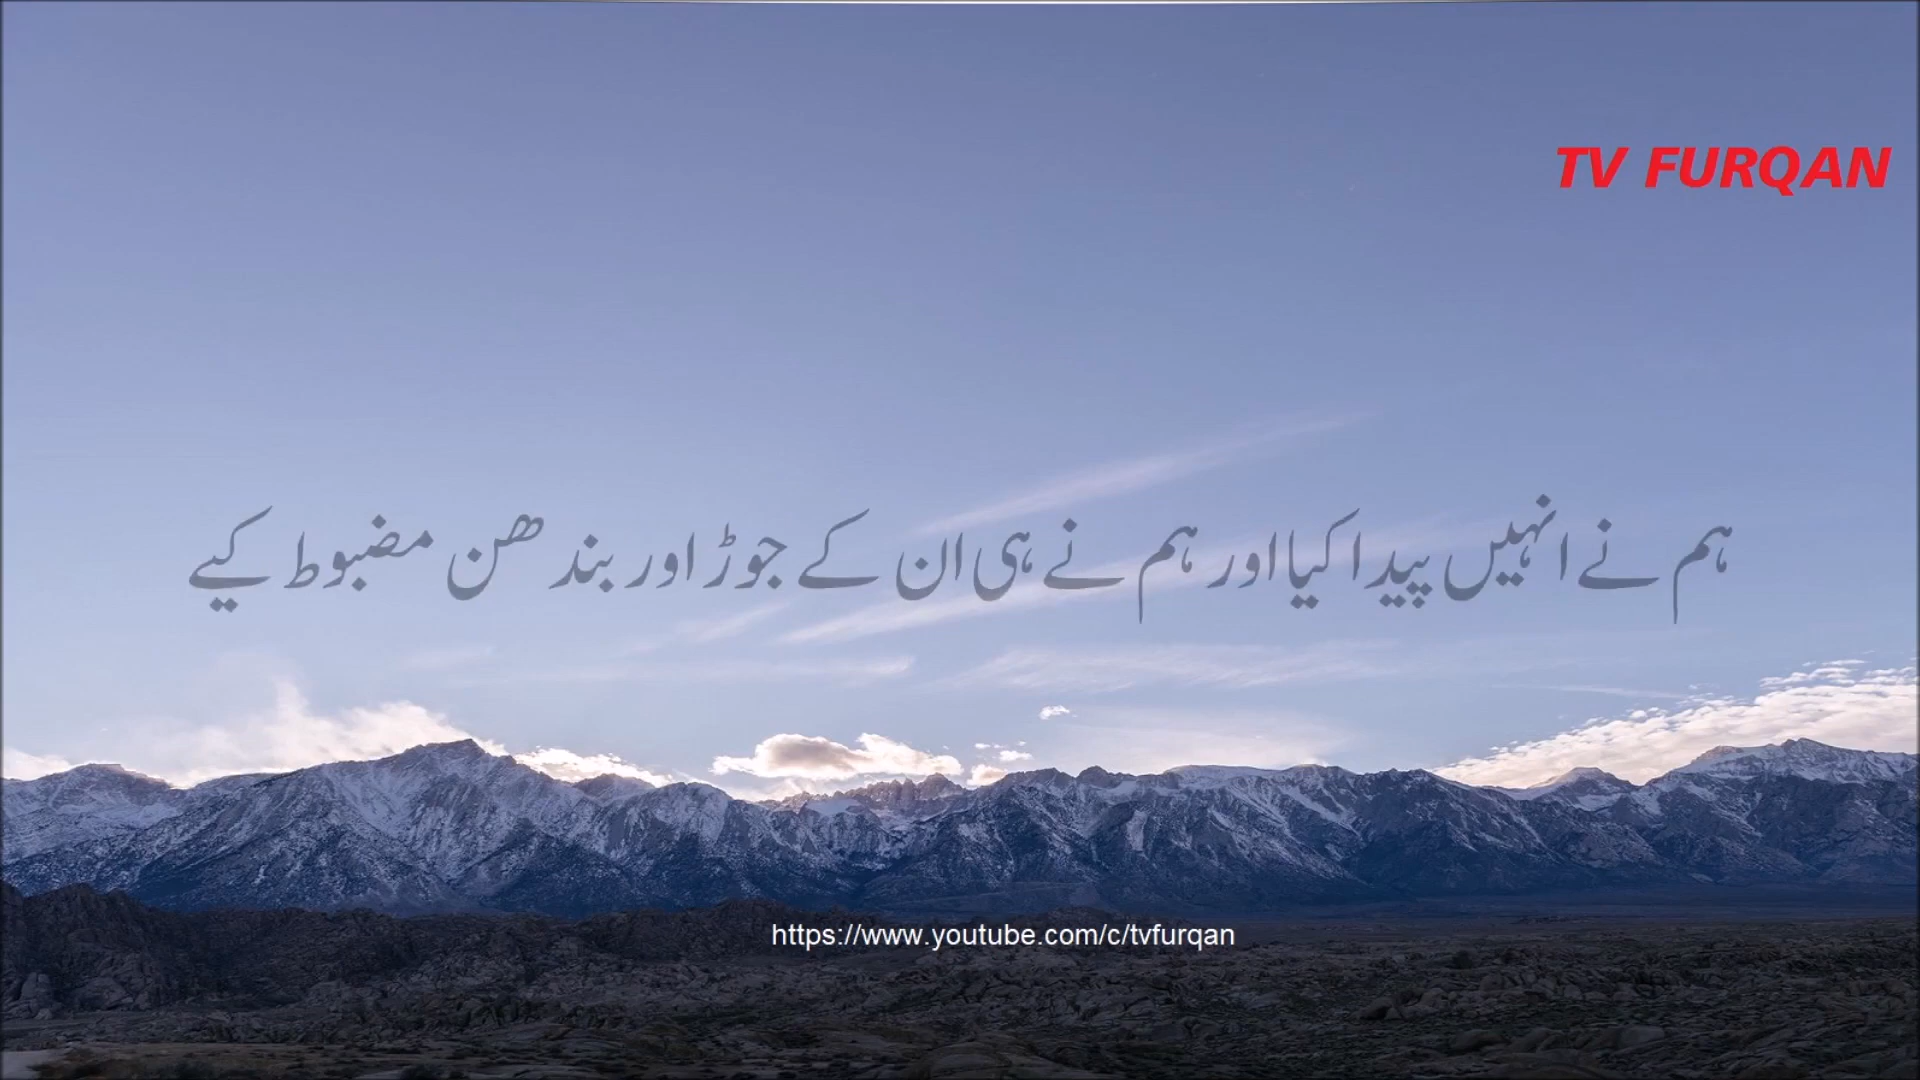 TV FURQAN
ہم نے انہیں پیدا کیا اور ہم نے ہی ان کے جوڑ اور بندھن مضبوط کیے
https://www.youtube.com/c/tvfurqan